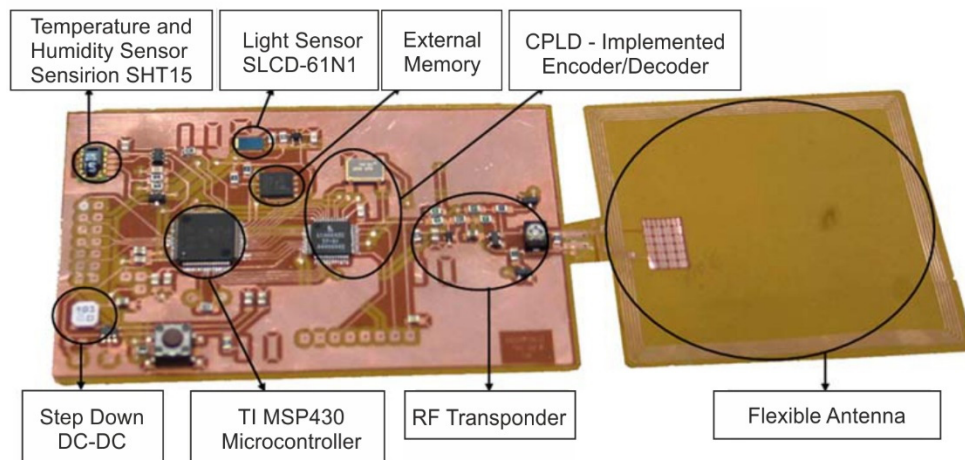 Temperature and
Humidity Sensor
Sensirion SHT15
Light Sensor
SLCD-61N1
External
Memory
CPLD - Implemented
Encoder/Decoder
Step Down
DC-DC
TI MSP430
Microcontroller
RF Transponder
Flexible Antenna